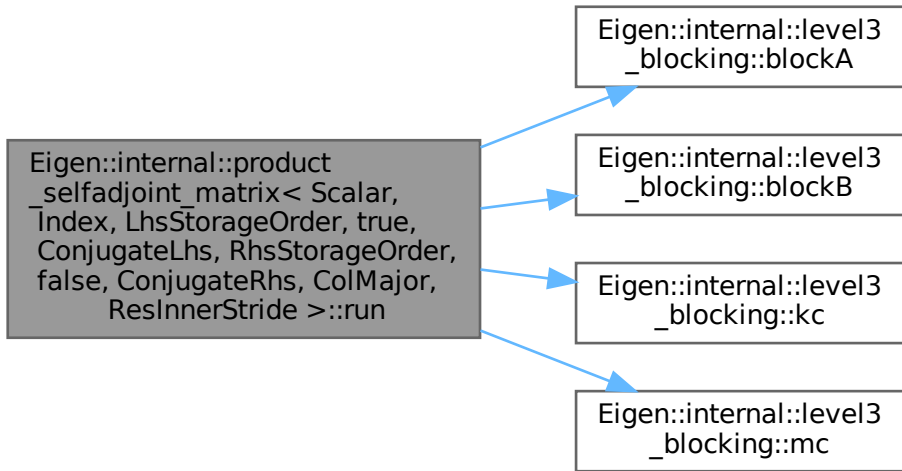 Eigen::internal::product
_selfadjoint_matrix< Scalar,
Index, LhsStorageOrder, true,
ConjugateLhs, RhsStorageOrder,
false, ConjugateRhs, ColMajor,
ResInnerStride >::run
Eigen::internal::level3
_blocking::blockA
Eigen::internal::level3
_blocking::blockB
Eigen::internal::level3
_blocking::kc
Eigen::internal::level3
_blocking::mc